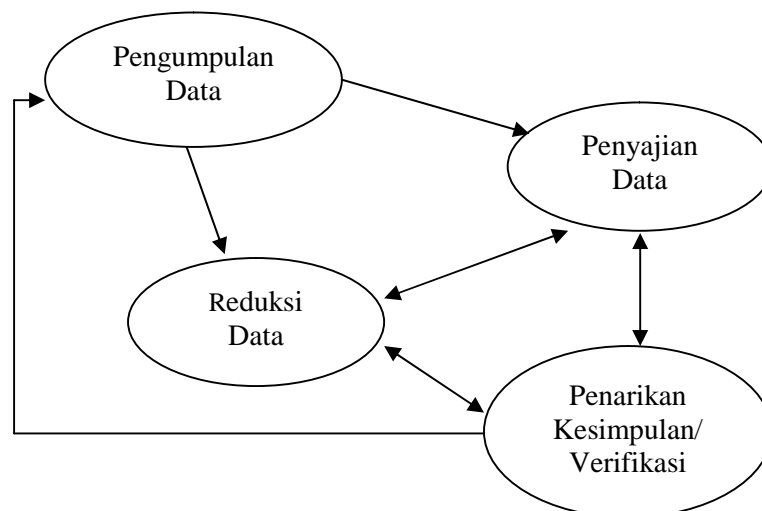 Pengumpulan
Data
Penyajian
Data
Reduksi
Data
Penarikan
Kesimpulan/
Verifikasi